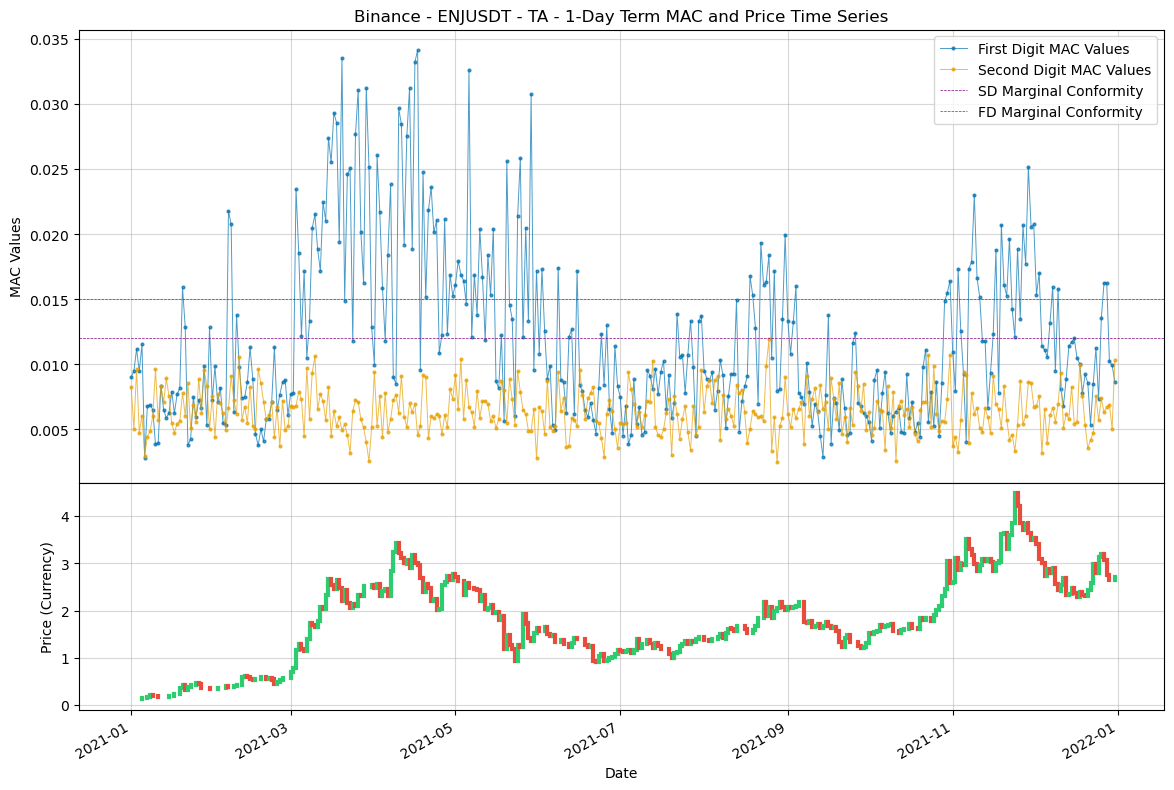 Binance - ENJUSDT - TA - 1-Day Term MAC and Price Time Series
First Digit MAC Values
Second Digit MAC Values
SD Marginal Conformity
FD Marginal Conformity
MAC Values
0.035
0.030
0.025
0.020
0.015
0.010
0.005
Price (Currency)
4
3
2
1
0
2021-01
2021-03
2021-05
2021-07
2021-09
2021-11
2022-01
Date